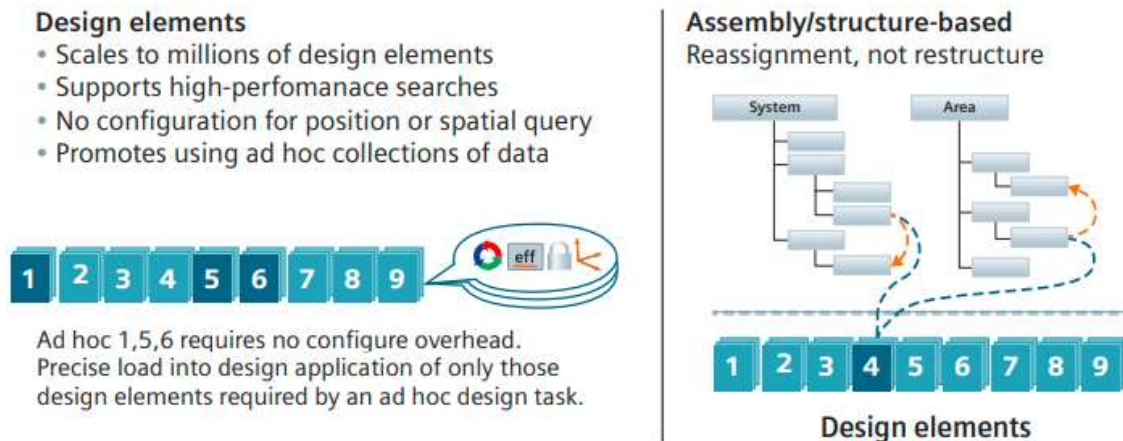 Design elements
• Scales to millions of design elements
• Supports high-perfomanace searches
• No configuration for position or spatial query
• Promotes using ad hoc collections of data
1 2 3 4 5 6 7 8 9
eff
Ad hoc 1,5,6 requires no configure overhead.
Precise load into design application of only those
design elements required by an ad hoc design task.
Assembly/structure-based
Reassignment, not restructure
System
Area
1 2 3 4 5 6 7 8 9
Design elements